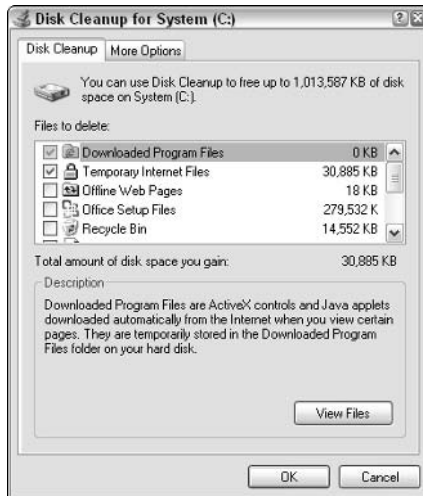 Disk Cleanup for System (C:)
Disk Cleanup More Options
You can use Disk Cleanup to free up to 1,013,587 KB of disk
space on System (C:).
Files to delete:
Downloaded Program Files 0 KB
Temporary Internet Files 30,885 KB
Offline Web Pages 18 KB
Office Setup Files 279,532 K
Recycle Bin 14,552 KB
Total amount of disk space you gain: 30,885 KB
Description
Downloaded Program Files are ActiveX controls and Java applets
downloaded automatically from the Internet when you view certain
pages. They are temporarily stored in the Downloaded Program
Files folder on your hard disk.
View Files
OK Cancel